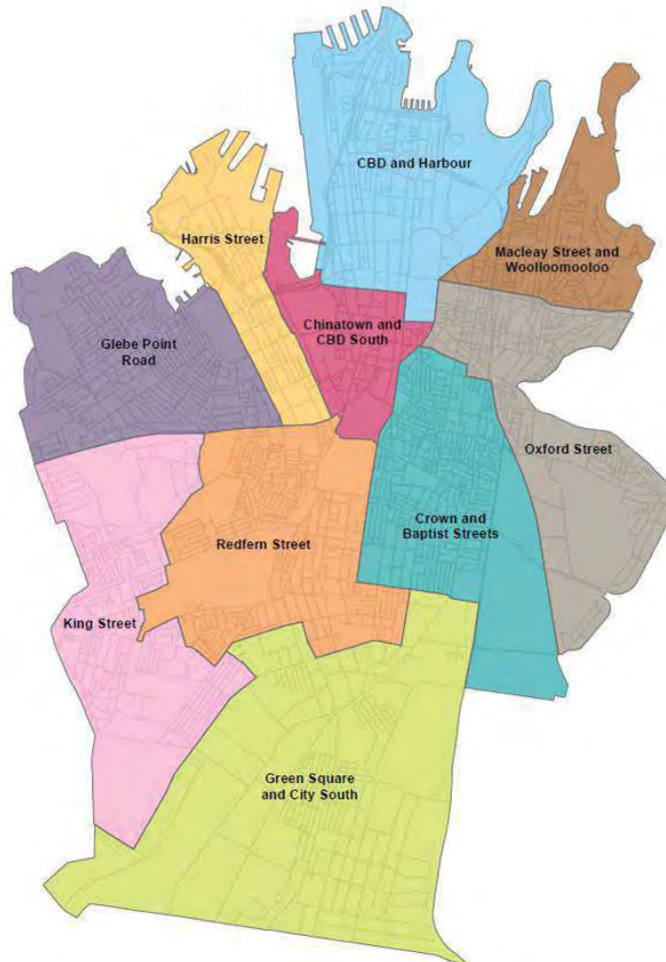 CBD and Harbour
Harris Street
Macleay Street and
Woolloomooloo
Chinatown and
CBD South
Glebe Point
Road
Oxford Street
Crown and
Baptist Streets
Redfern Street
King Street
Green Square
and City South